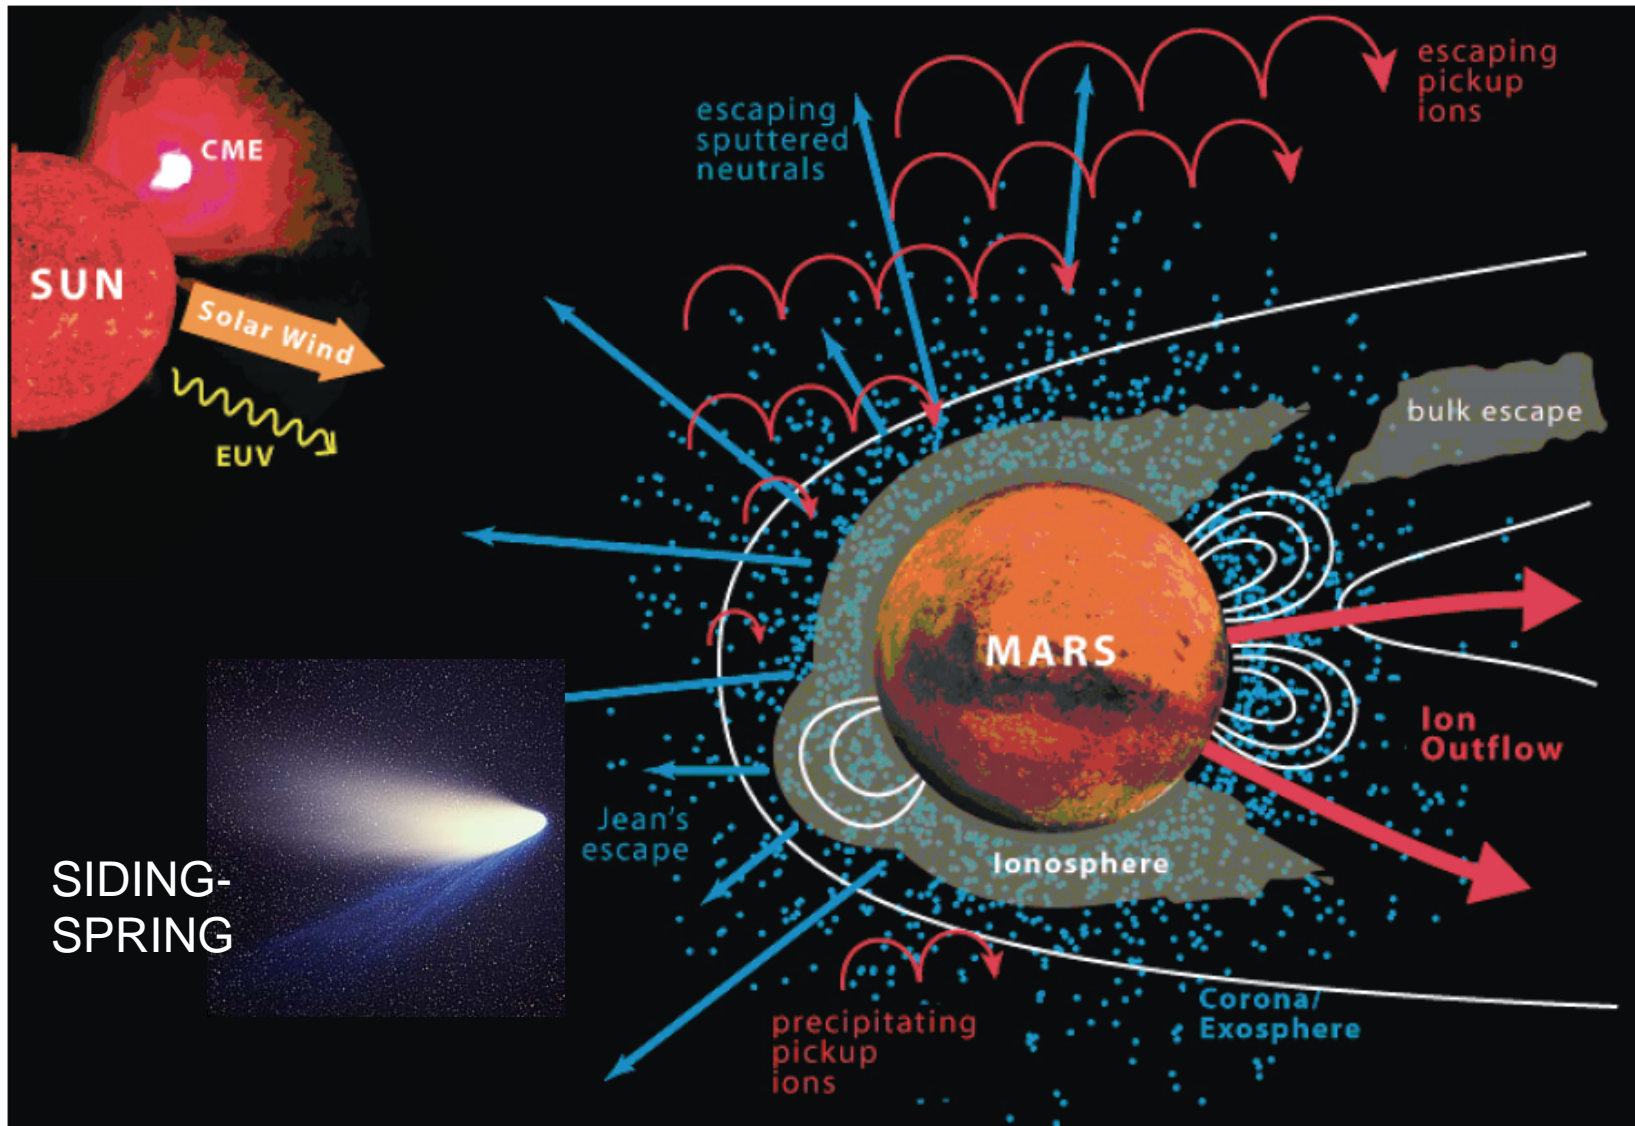 CME
SUN
Solar Wind
EUV
escaping
sputtered
neutrals
escaping
pickup
ions
bulk escape
MARS
Ion
Outflow
Jean's
escape
Ionosphere
SIDING-
SPRING
precipitating
pickup
ions
Corona/
Exosphere